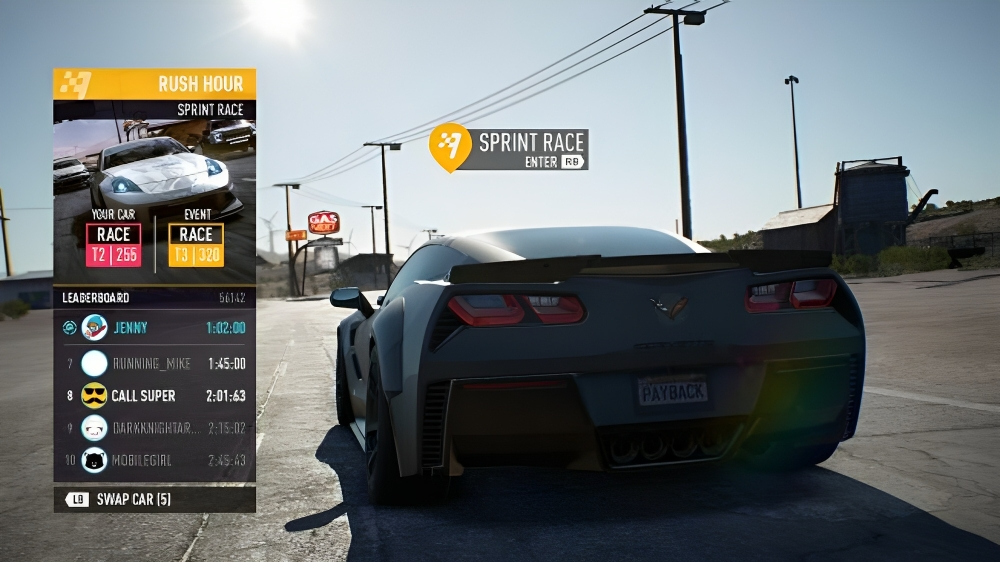 RUSH HOUR
SPRINT RACE
YOUR CAR
RACE
T2 | 255
EVENT
RACE
T3 | 320
LEADERBOARD 56142
JENNY 1:02:00
7 RUNNING_MIKE 1:45:00
8 CALL SUPER 2:01:63
9 DARKKNIGHTAR... 2:15:02
10 MOBILEGIRL 2:45:43
LB SWAP CAR (5)
SPRINT RACE
ENTER RB
GAS
PAYBACK